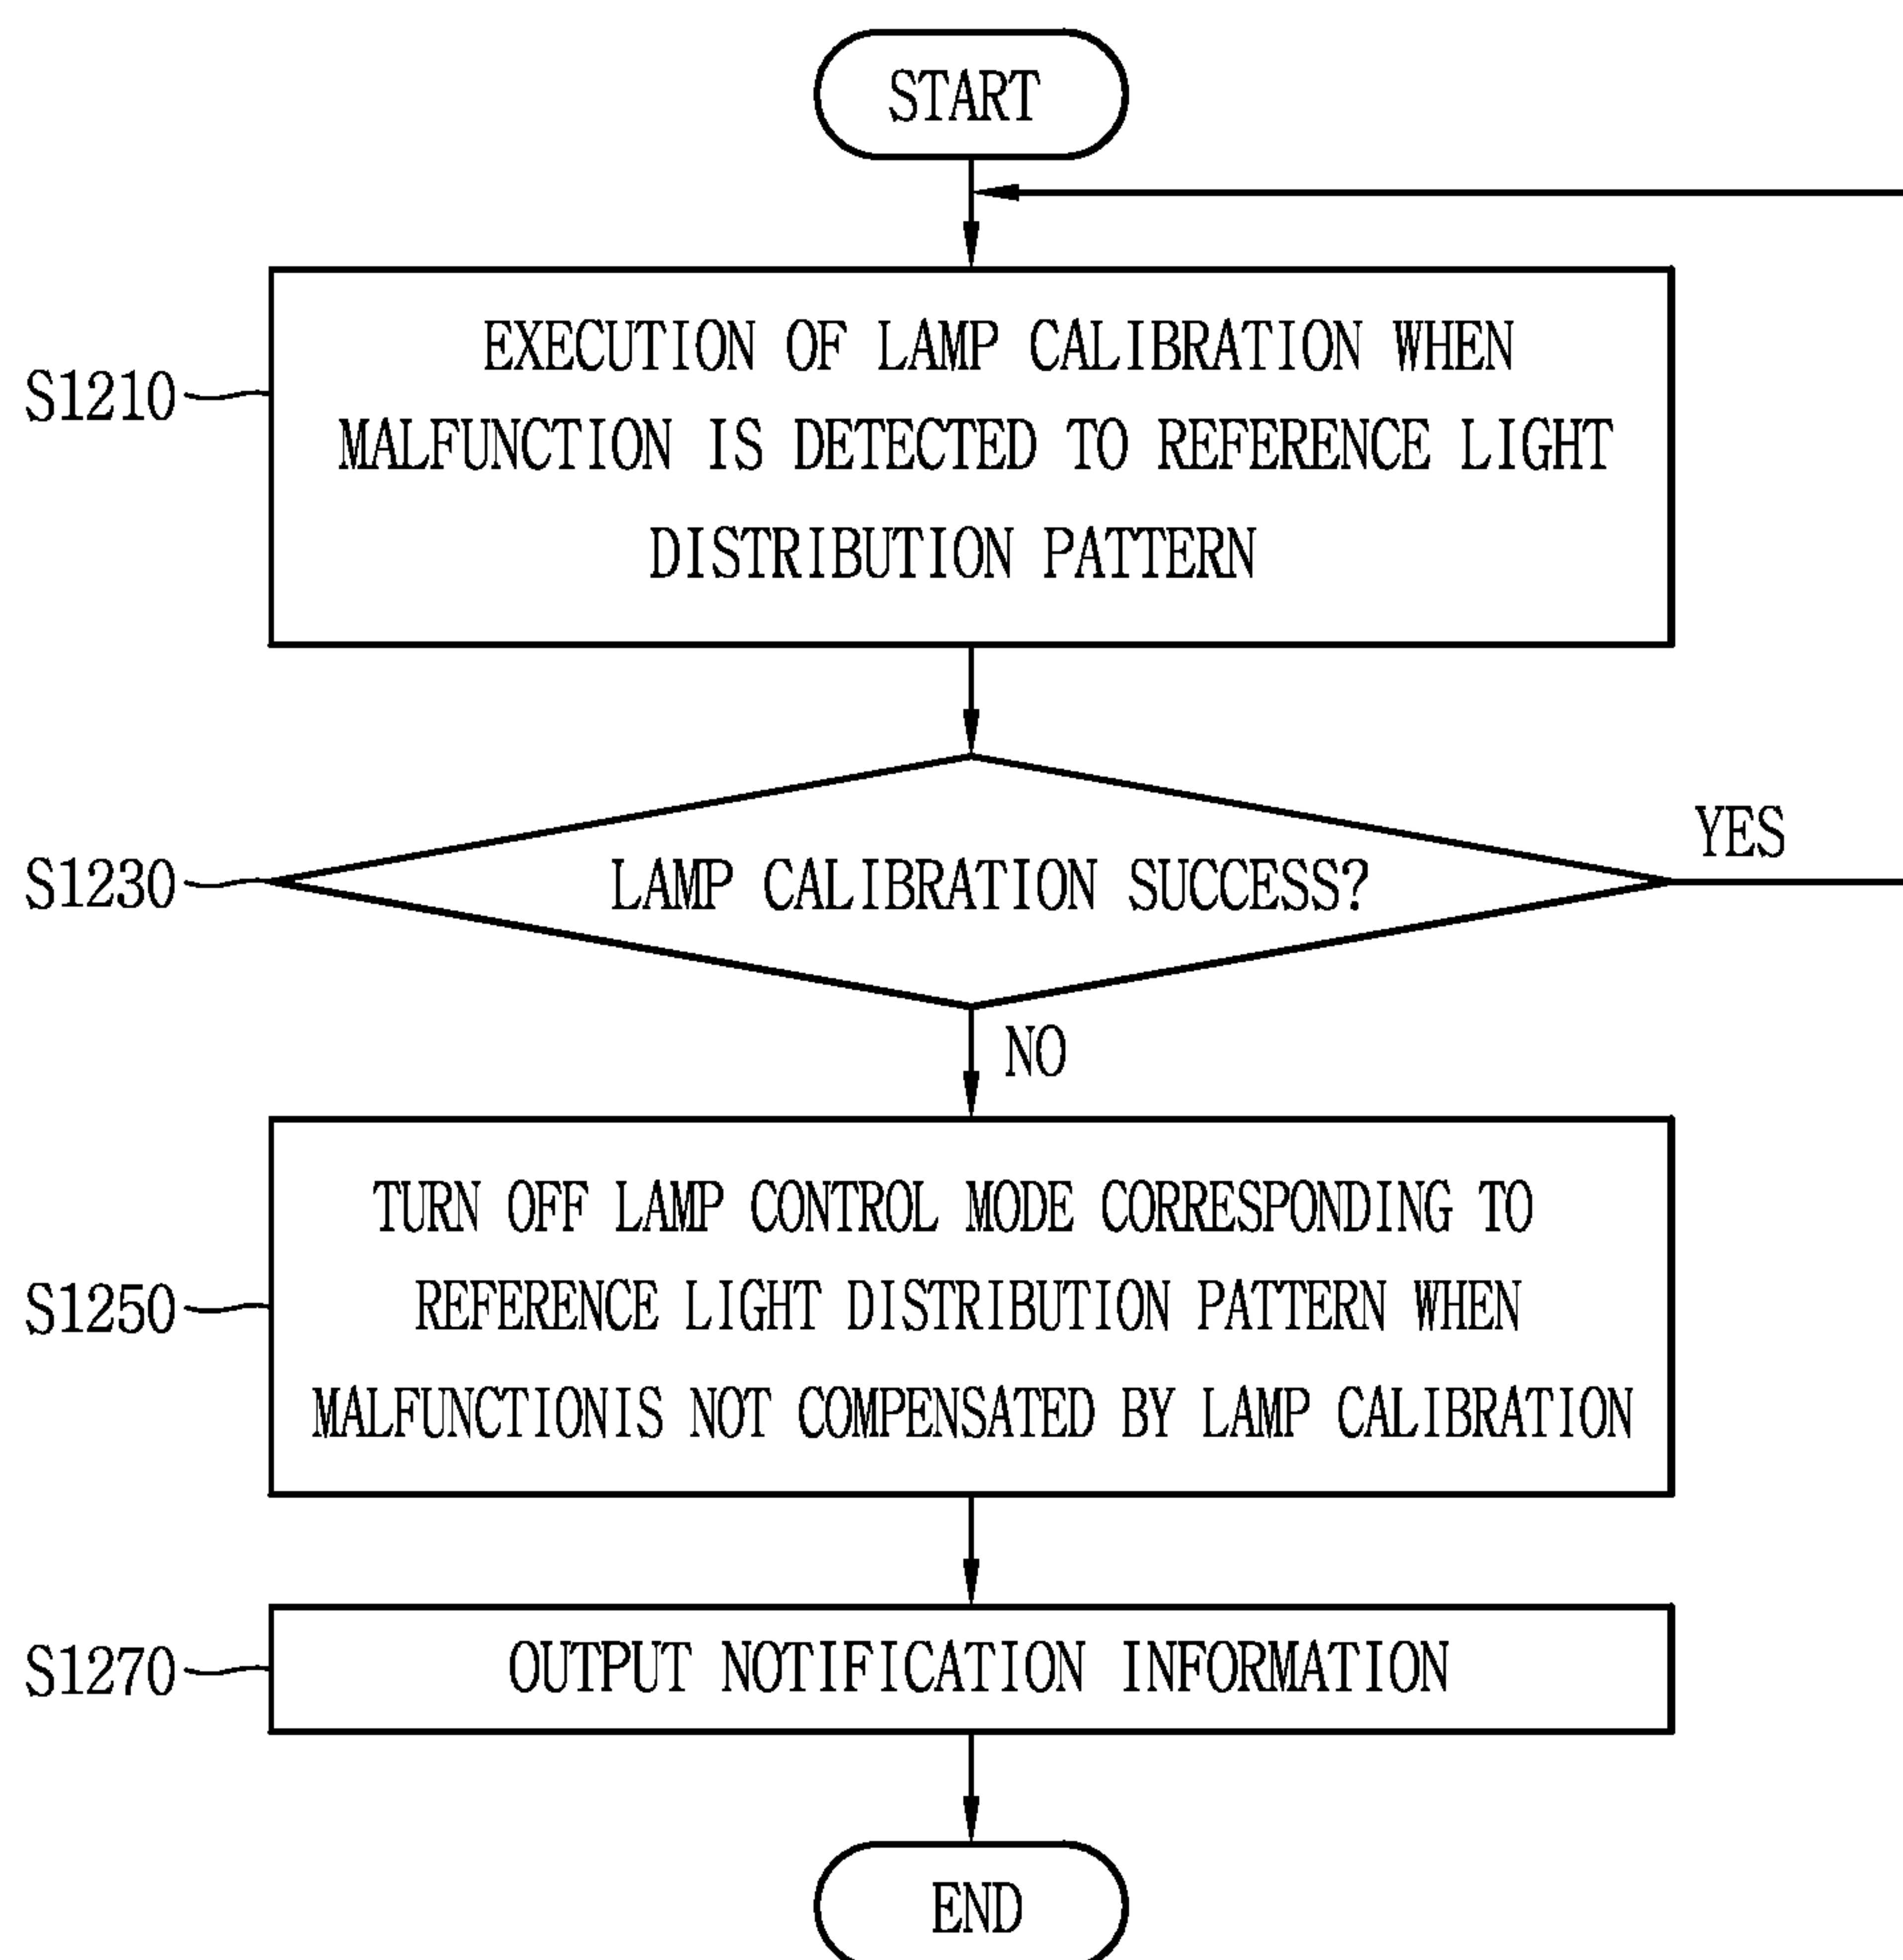 START
S1210
EXECUTION OF LAMP CALIBRATION WHEN
MALFUNCTION IS DETECTED TO REFERENCE LIGHT
DISTRIBUTION PATTERN
S1230
LAMP CALIBRATION SUCCESS?
YES
NO
S1250
TURN OFF LAMP CONTROL MODE CORRESPONDING TO
REFERENCE LIGHT DISTRIBUTION PATTERN WHEN
MALFUNCTIONIS NOT COMPENSATED BY LAMP CALIBRATION
S1270
OUTPUT NOTIFICATION INFORMATION
END